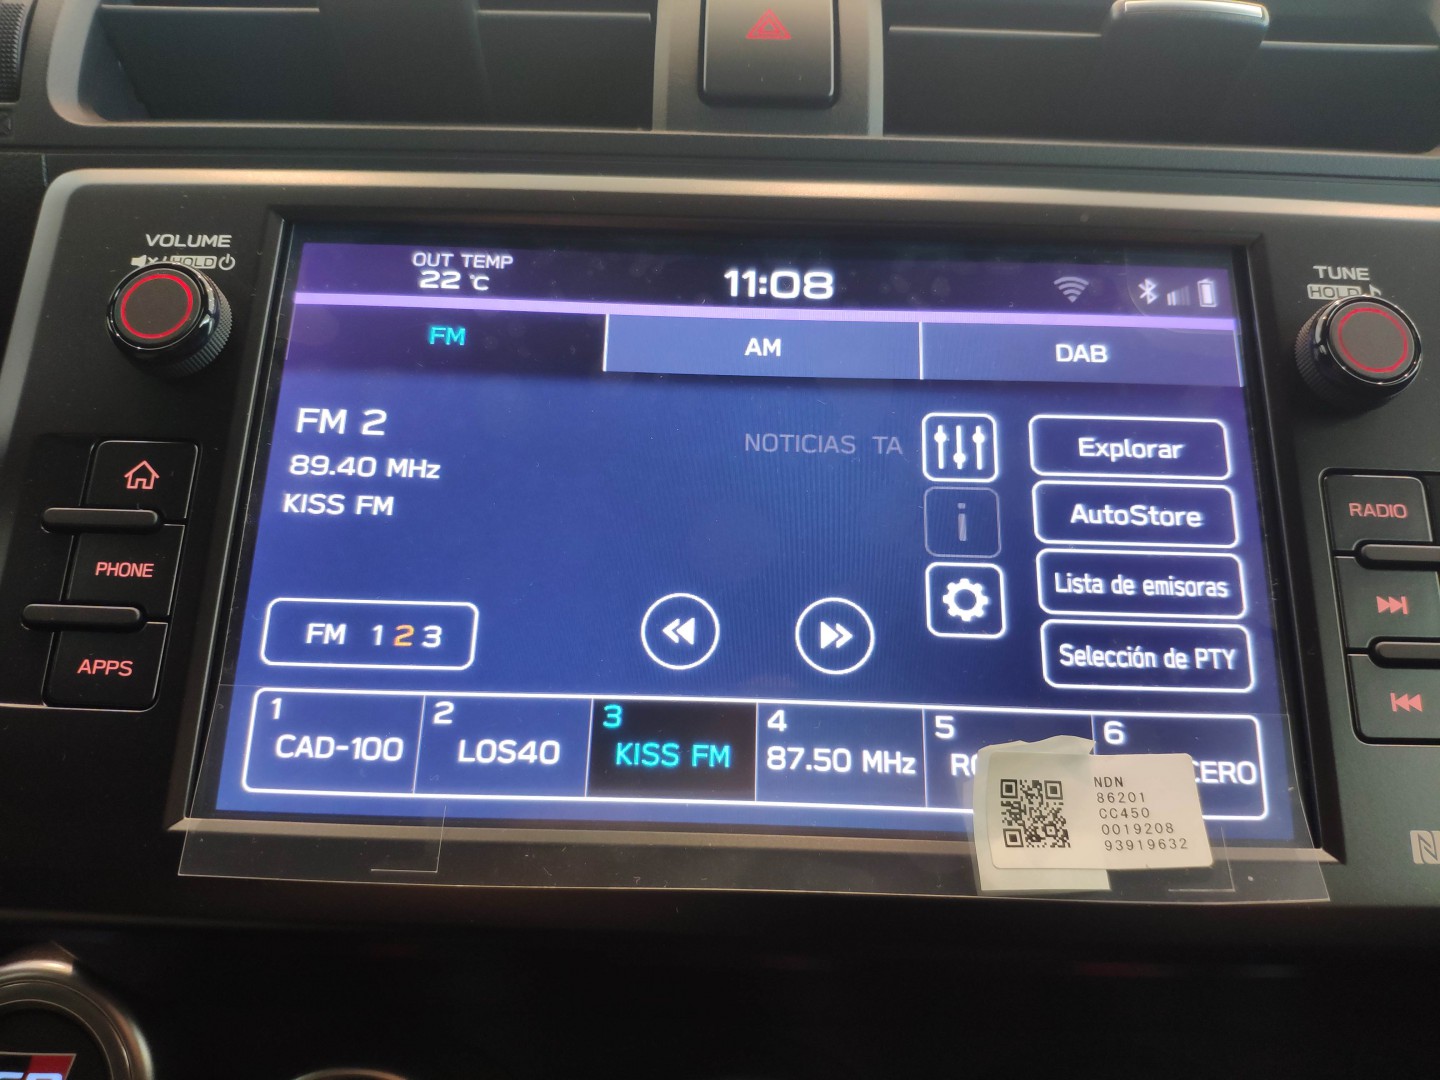 VOLUME
HOLD
OUT TEMP
22 °C
11:08
TUNE
HOLD
FM
AM
DAB
FM 2
89.40 MHz
KISS FM
NOTICIAS TA
Explorar
AutoStore
Lista de emisoras
Selección de PTY
PHONE
APPS
RADIO
FM 1 2 3
1
CAD-100
2
LOS40
3
KISS FM
4
87.50 MHz
5
6
NDN
86201
CC450
0019208
93919632